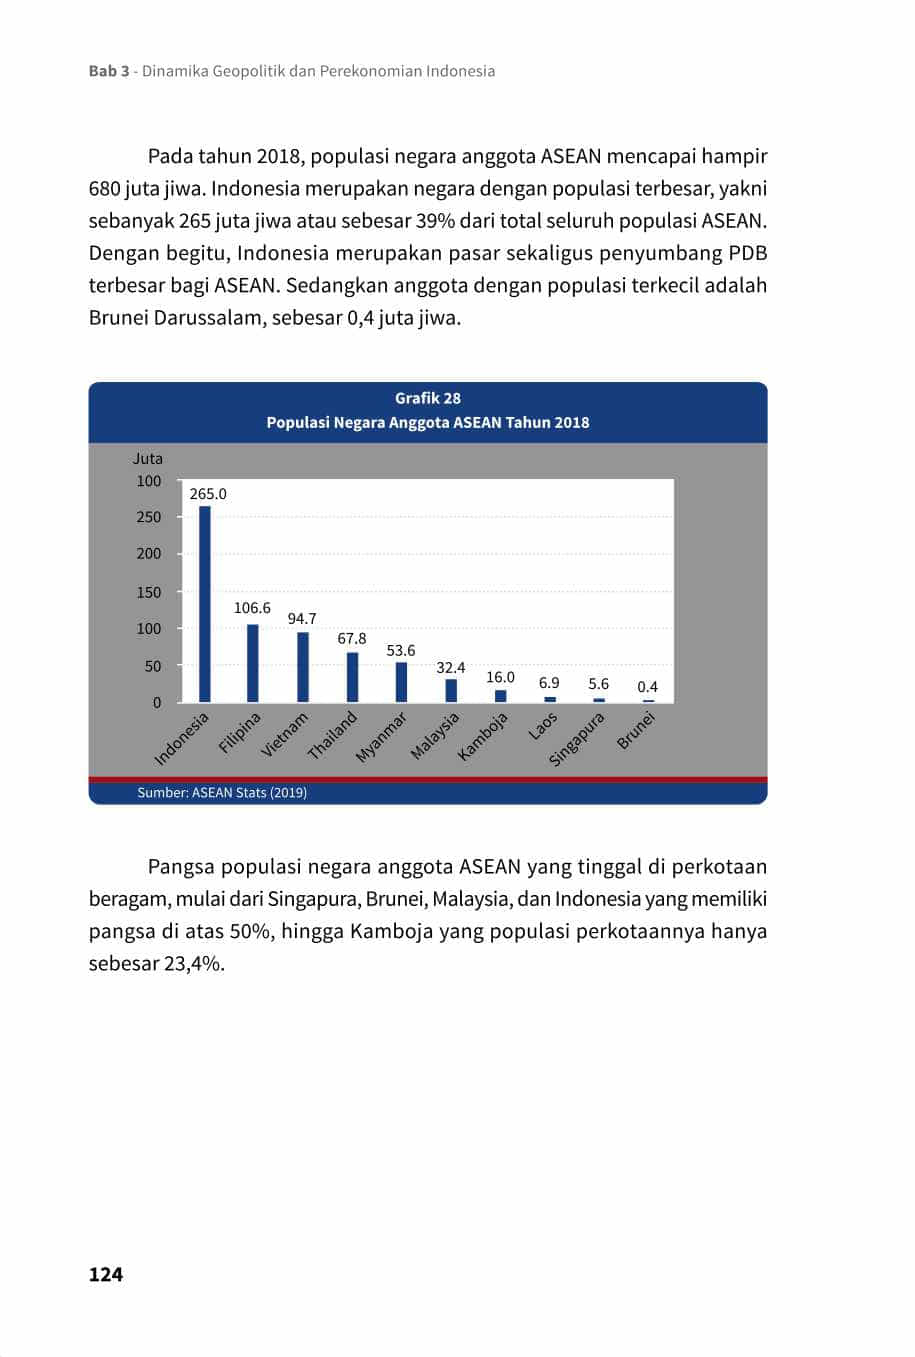 Bab 3 - Dinamika Geopolitik dan Perekonomian Indonesia
Pada tahun 2018, populasi negara anggota ASEAN mencapai hampir
680 juta jiwa. Indonesia merupakan negara dengan populasi terbesar, yakni
sebanyak 265 juta jiwa atau sebesar 39% dari total seluruh populasi ASEAN.
Dengan begitu, Indonesia merupakan pasar sekaligus penyumbang PDB
terbesar bagi ASEAN. Sedangkan anggota dengan populasi terkecil adalah
Brunei Darussalam, sebesar 0,4 juta jiwa.
Grafik 28
Populasi Negara Anggota ASEAN Tahun 2018
Juta
100
250
200
150
100
50
0
265.0
106.6
94.7
67.8
53.6
32.4
16.0
6.9
5.6
0.4
Indonesia
Filipina
Vietnam
Thailand
Myanmar
Malaysia
Kamboja
Laos
Singapura
Brunei
Sumber: ASEAN Stats (2019)
Pangsa populasi negara anggota ASEAN yang tinggal di perkotaan
beragam, mulai dari Singapura, Brunei, Malaysia, dan Indonesia yang memiliki
pangsa di atas 50%, hingga Kamboja yang populasi perkotaannya hanya
sebesar 23,4%.
124